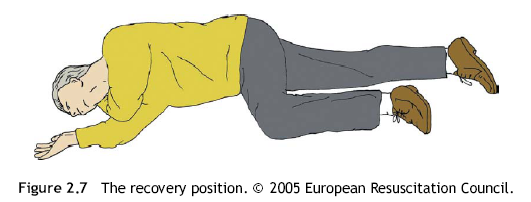 Figure 2.7 The recovery position. © 2005 European Resuscitation Council.